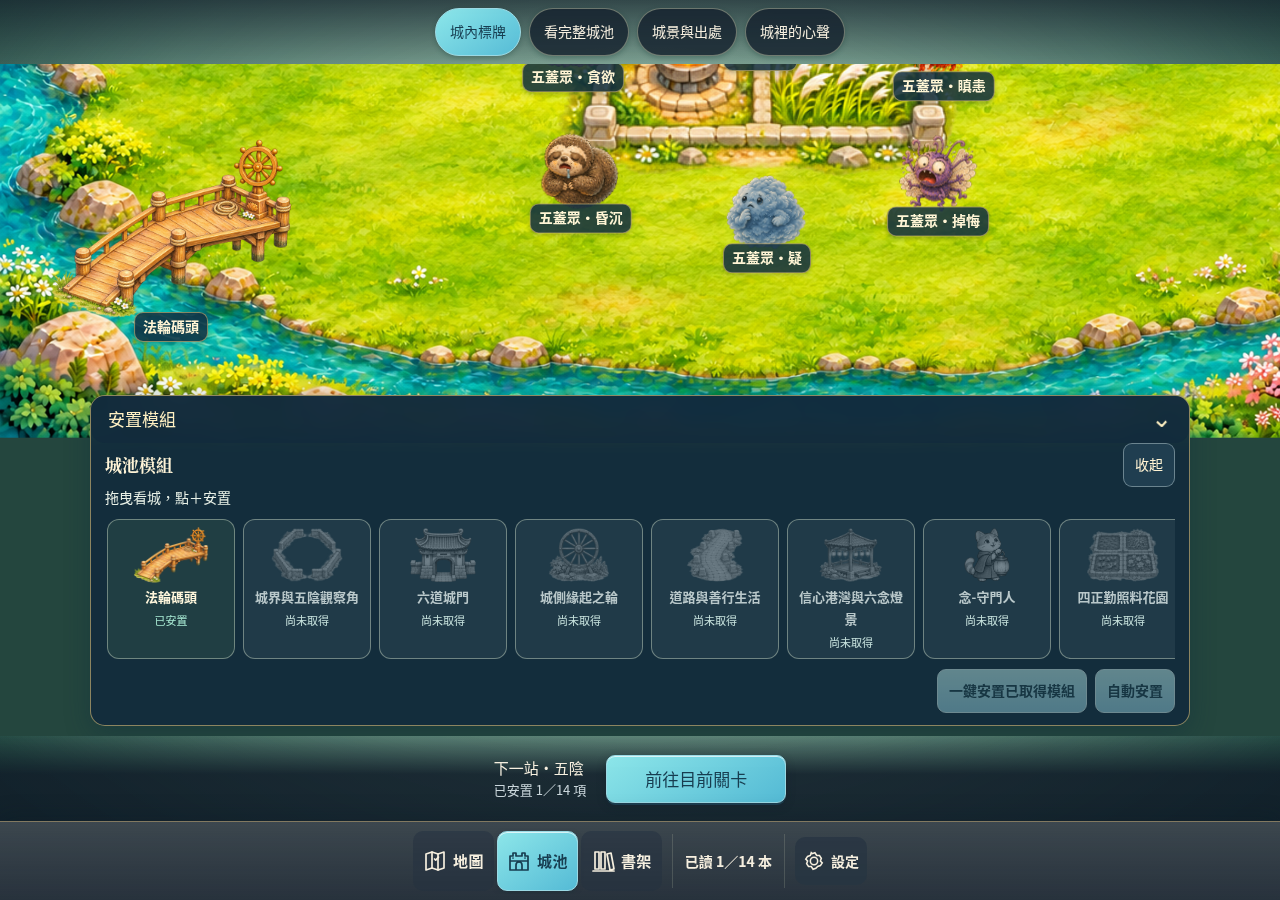 城內標牌
看完整城池
城景與出處
城裡的心聲
五蓋眾・貪欲
五蓋眾・瞋恚
五蓋眾・昏沉
五蓋眾・掉悔
五蓋眾・疑
法輪碼頭
安置模組
城池模組
收起
拖曳看城，點＋安置
法輪碼頭
已安置
城界與五陰觀察角
尚未取得
六道城門
尚未取得
城側緣起之輪
尚未取得
道路與善行生活
尚未取得
信心港灣與六念燈
景
尚未取得
念-守門人
尚未取得
四正勤照料花園
尚未取得
一鍵安置已取得模組
自動安置
下一站・五陰
已安置 1／14 項
前往目前關卡
地圖
城池
書架
已讀 1／14 本
設定